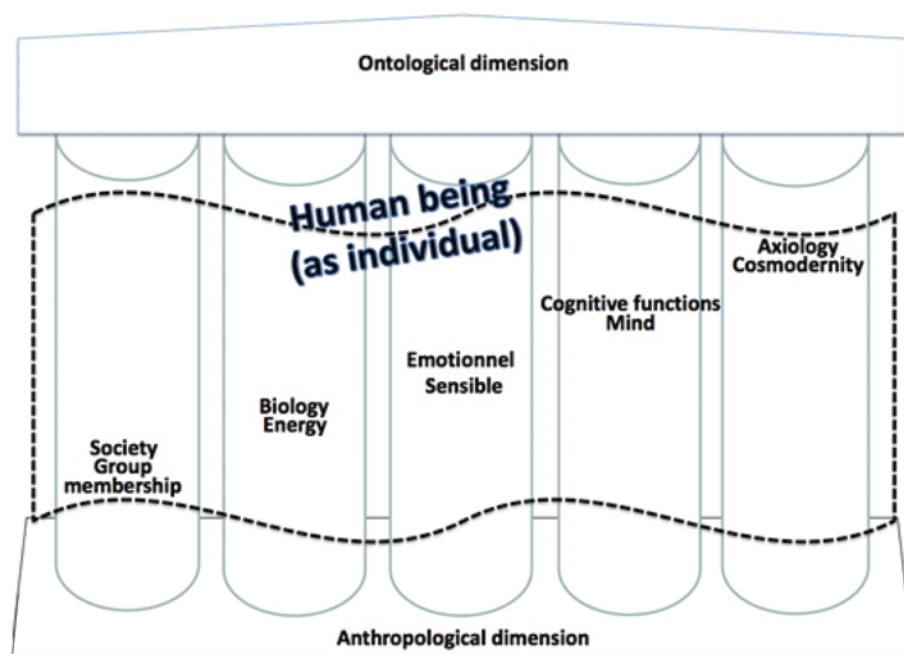 Ontological dimension
Human being
(as individual)
Axiology
Cosmodernity
Cognitive functions
Mind
Emotionnel
Sensible
Biology
Energy
Society
Group
membership
Anthropological dimension